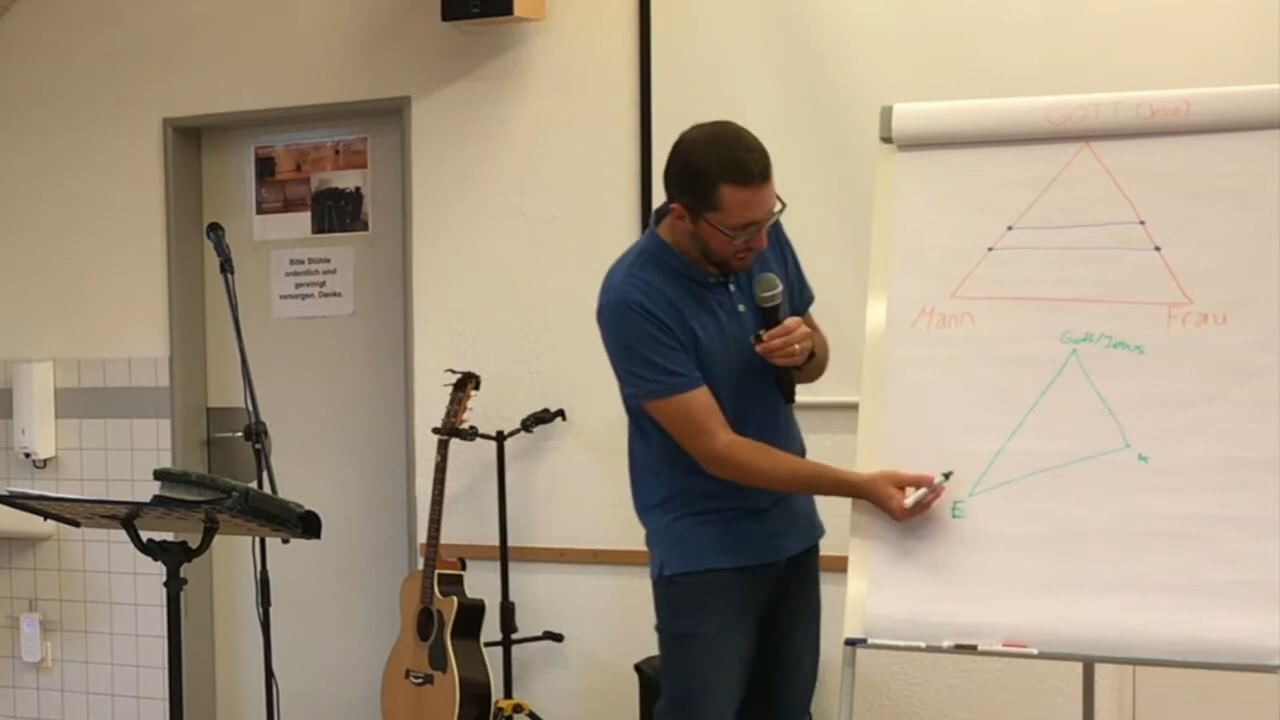 Bitte Stühle
ordentlich und
gereinigt
versorgen. Danke.
GOTT (Jesus)
Mann Frau
Gott/Jesus
K
E